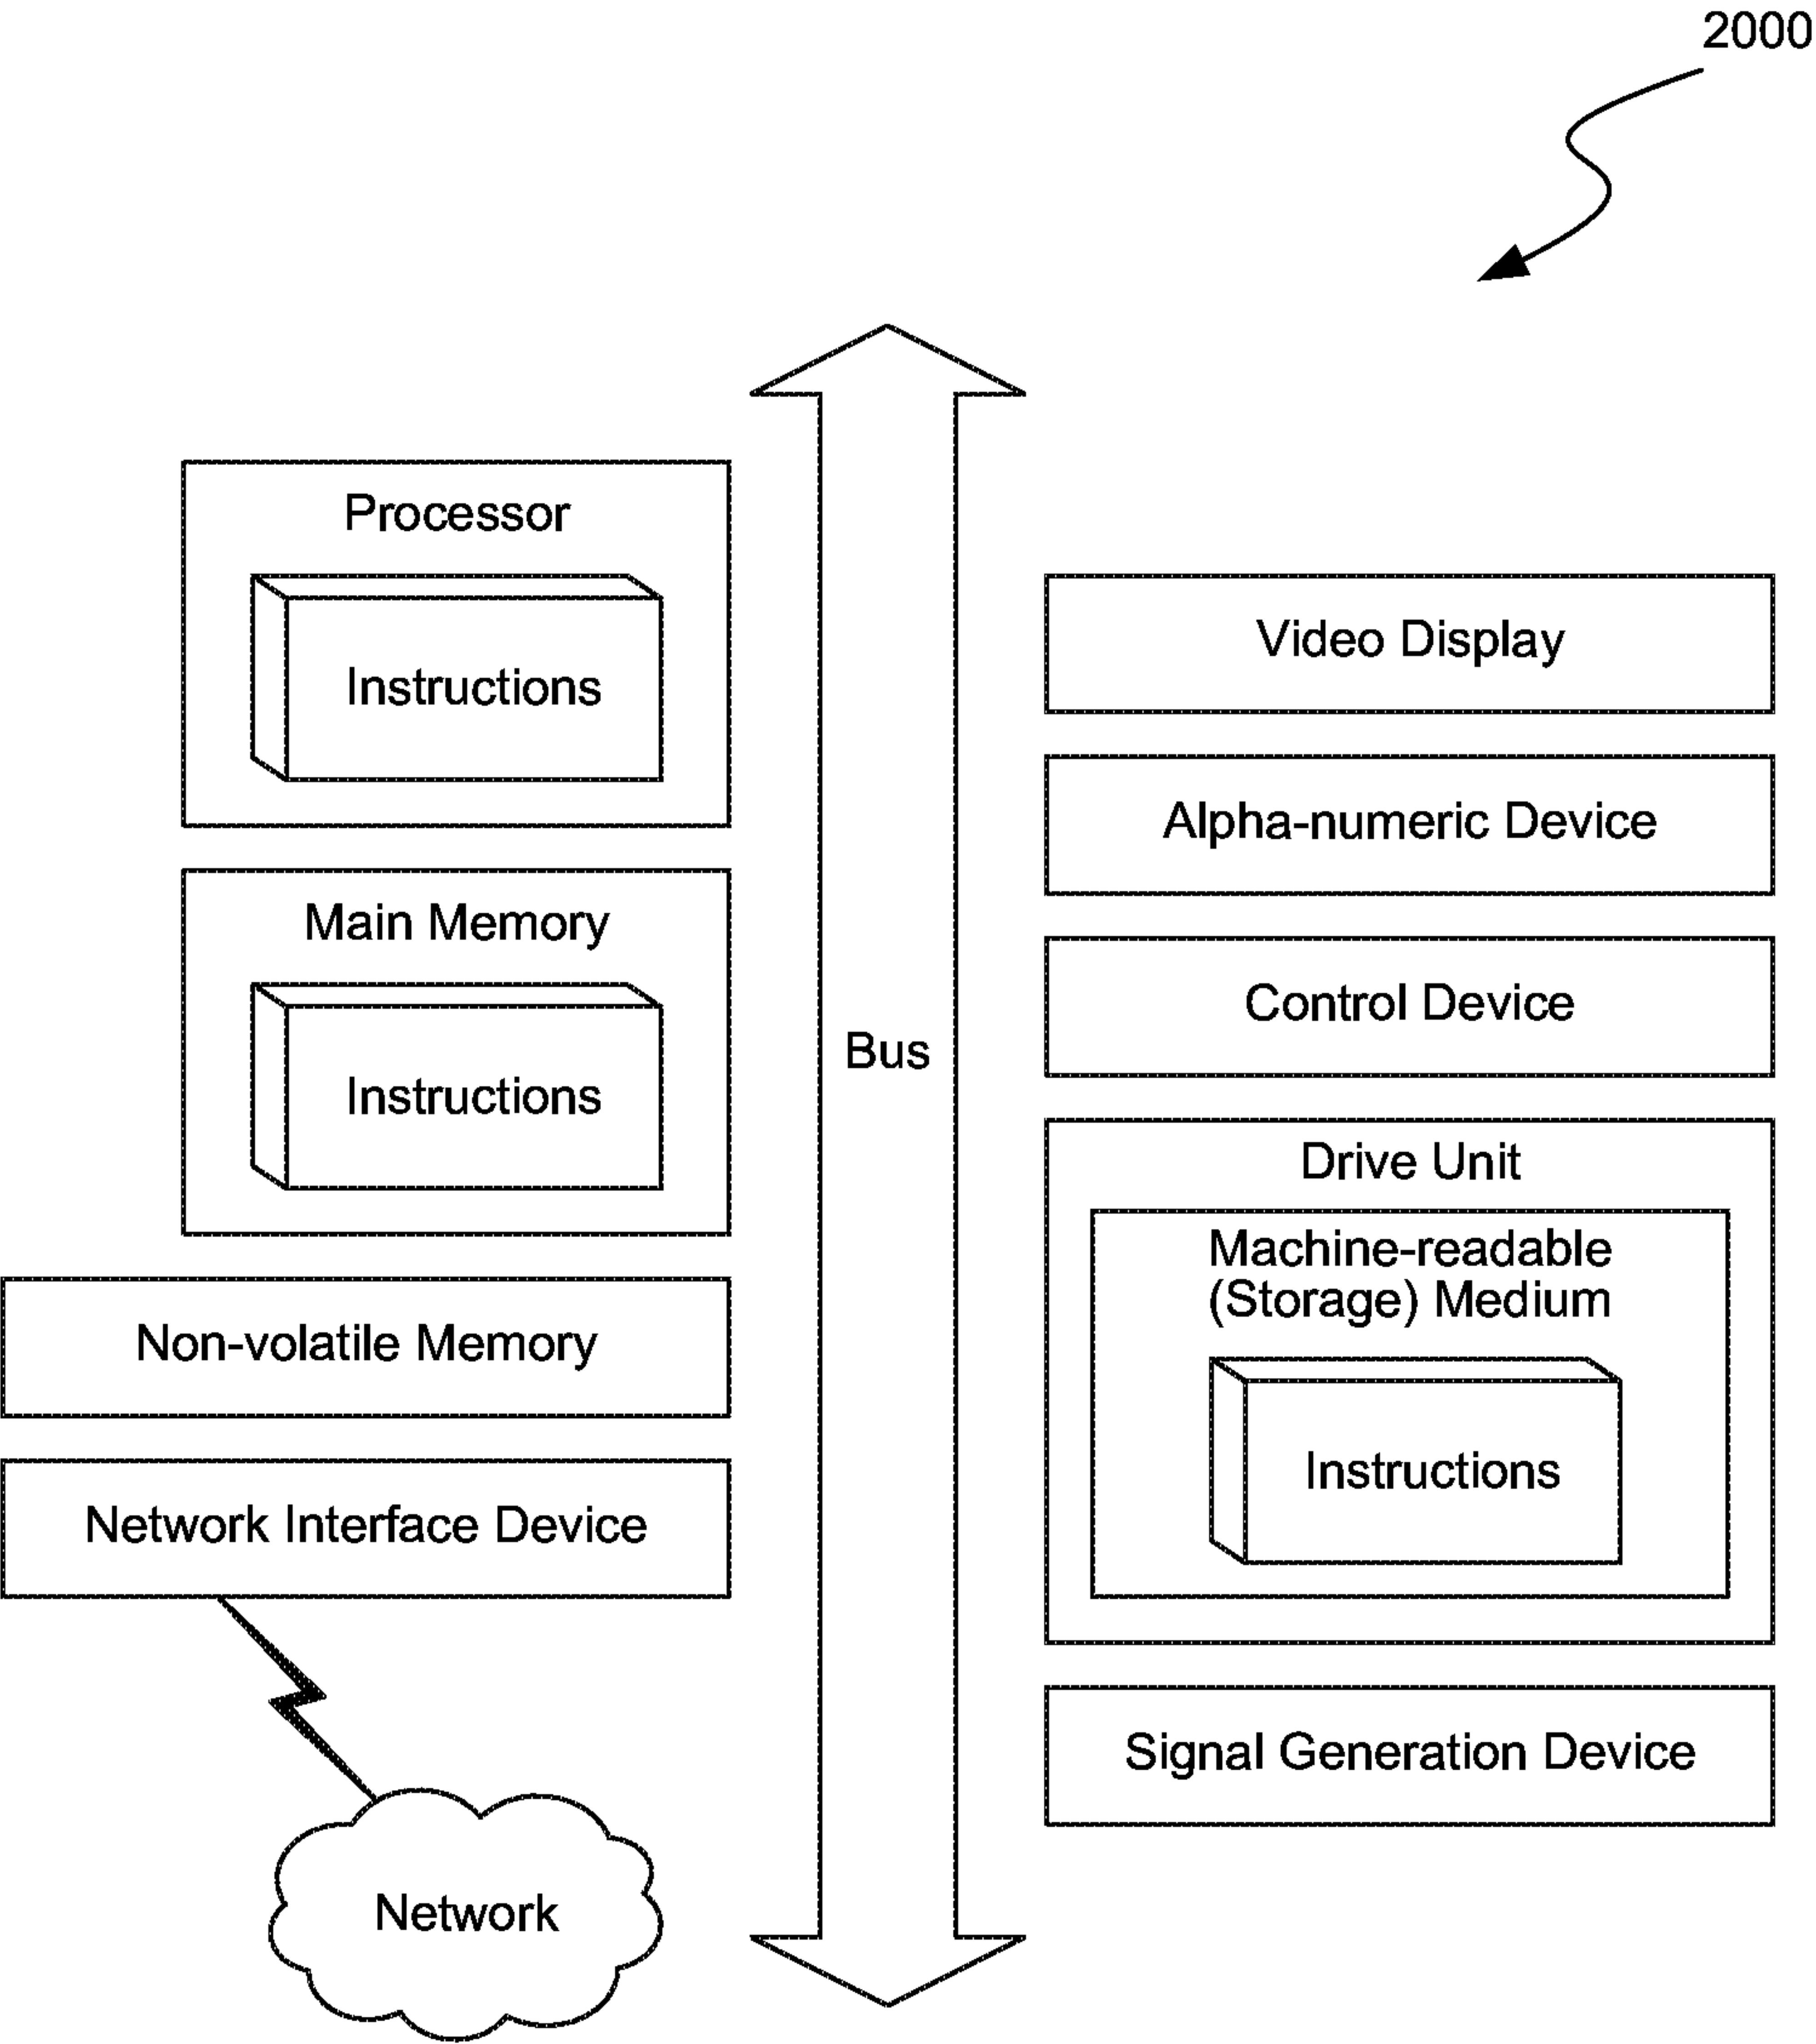 2000
Processor
Instructions
Main Memory
Instructions
Non-volatile Memory
Network Interface Device
Network
Bus
Video Display
Alpha-numeric Device
Control Device
Drive Unit
Machine-readable
(Storage) Medium
Instructions
Signal Generation Device